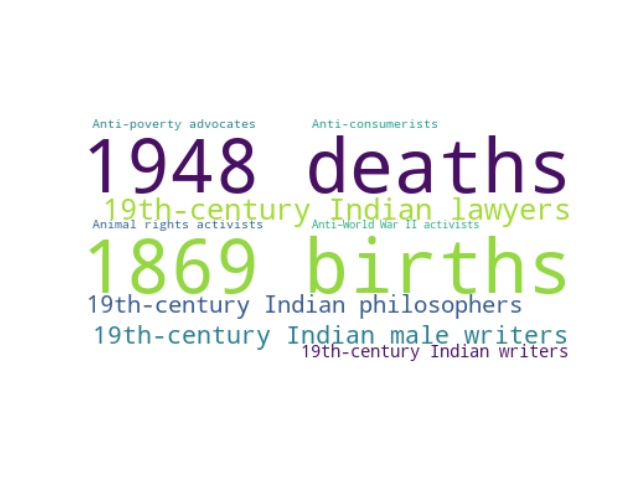 Anti-poverty advocates Anti-consumerists
1948 deaths
19th-century Indian lawyers
Animal rights activists Anti-World War II activists
1869 births
19th-century Indian philosophers
19th-century Indian male writers
19th-century Indian writers